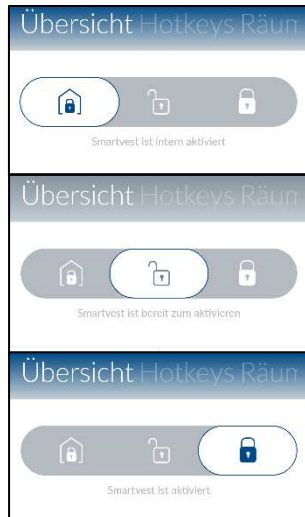 Übersicht Hotkeys Räum
Smartvest ist intern aktiviert
Übersicht Hotkeys Räum
Smartvest ist bereit zum aktivieren
Übersicht Hotkeys Räum
Smartvest ist aktiviert